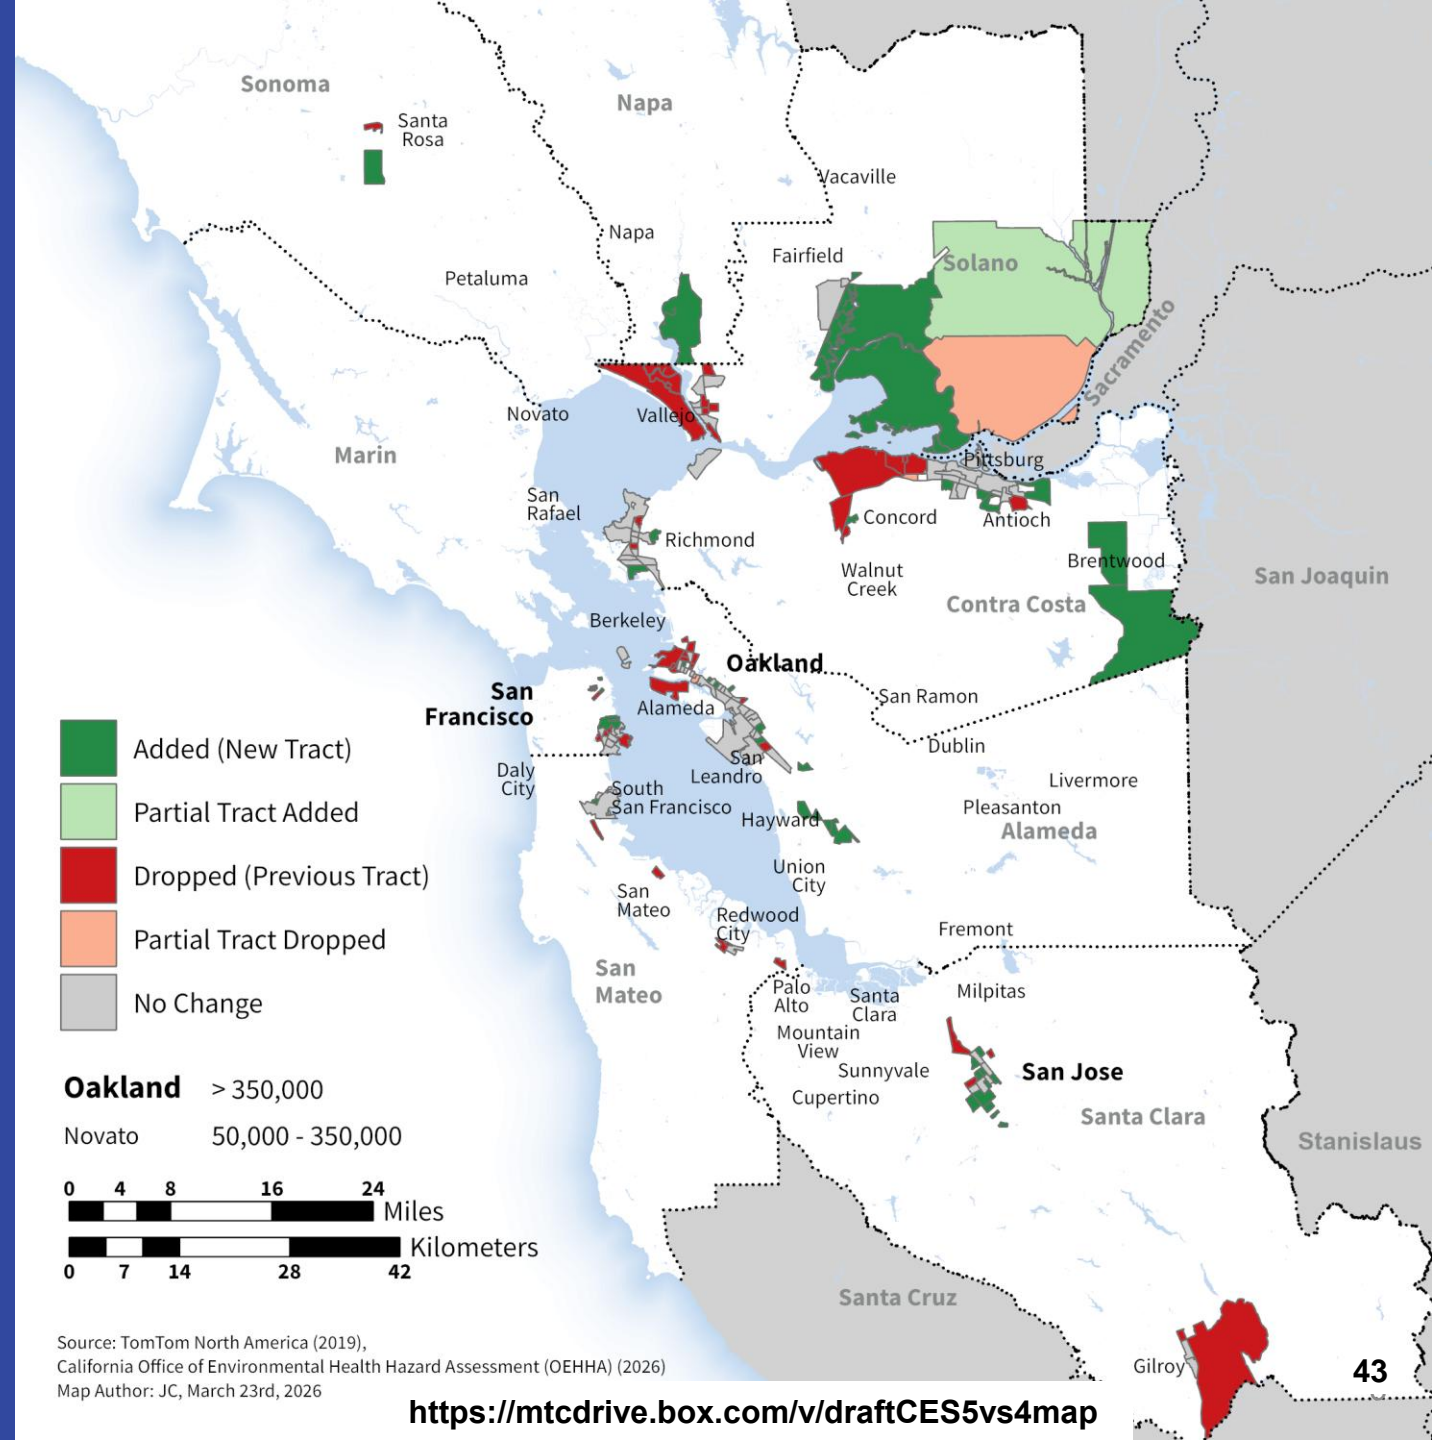 Sonoma
Napa
Santa
Rosa
Vacaville
Napa
Fairfield
Solano
Petaluma
Sacramento
Novato
Vallejo
Marin
Pittsburg
San
Rafael
Concord
Antioch
Richmond
Brentwood
Walnut
Creek
San Joaquin
Contra Costa
Berkeley
Oakland
San
Francisco
San Ramon
Alameda
Dublin
San
Leandro
Daly
City
Livermore
South
San Francisco
Pleasanton
Hayward
Alameda
Union
City
San
Mateo
Redwood
City
Fremont
San
Mateo
Palo
Alto
Santa
Clara
Milpitas
Mountain
View
Sunnyvale
San Jose
Cupertino
Santa Clara
Stanislaus
Santa Cruz
Gilroy
Added (New Tract)
Partial Tract Added
Dropped (Previous Tract)
Partial Tract Dropped
No Change
Oakland > 350,000
Novato 50,000 - 350,000
0 4 8 16 24
Miles
Kilometers
0 7 14 28 42
Source: TomTom North America (2019),
California Office of Environmental Health Hazard Assessment (OEHHA) (2026)
Map Author: JC, March 23rd, 2026
43
https://mtcdrive.box.com/v/draftCES5vs4map